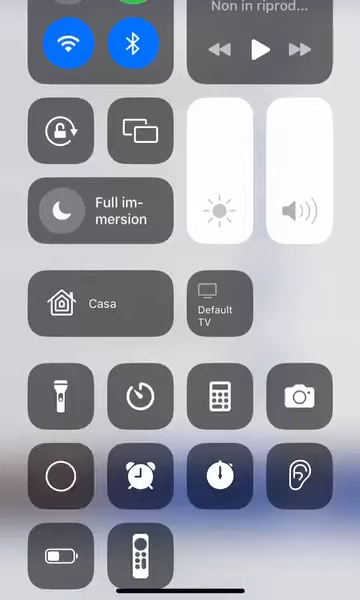 Non in riprod...
Full im-
mersion
Casa
Default
TV